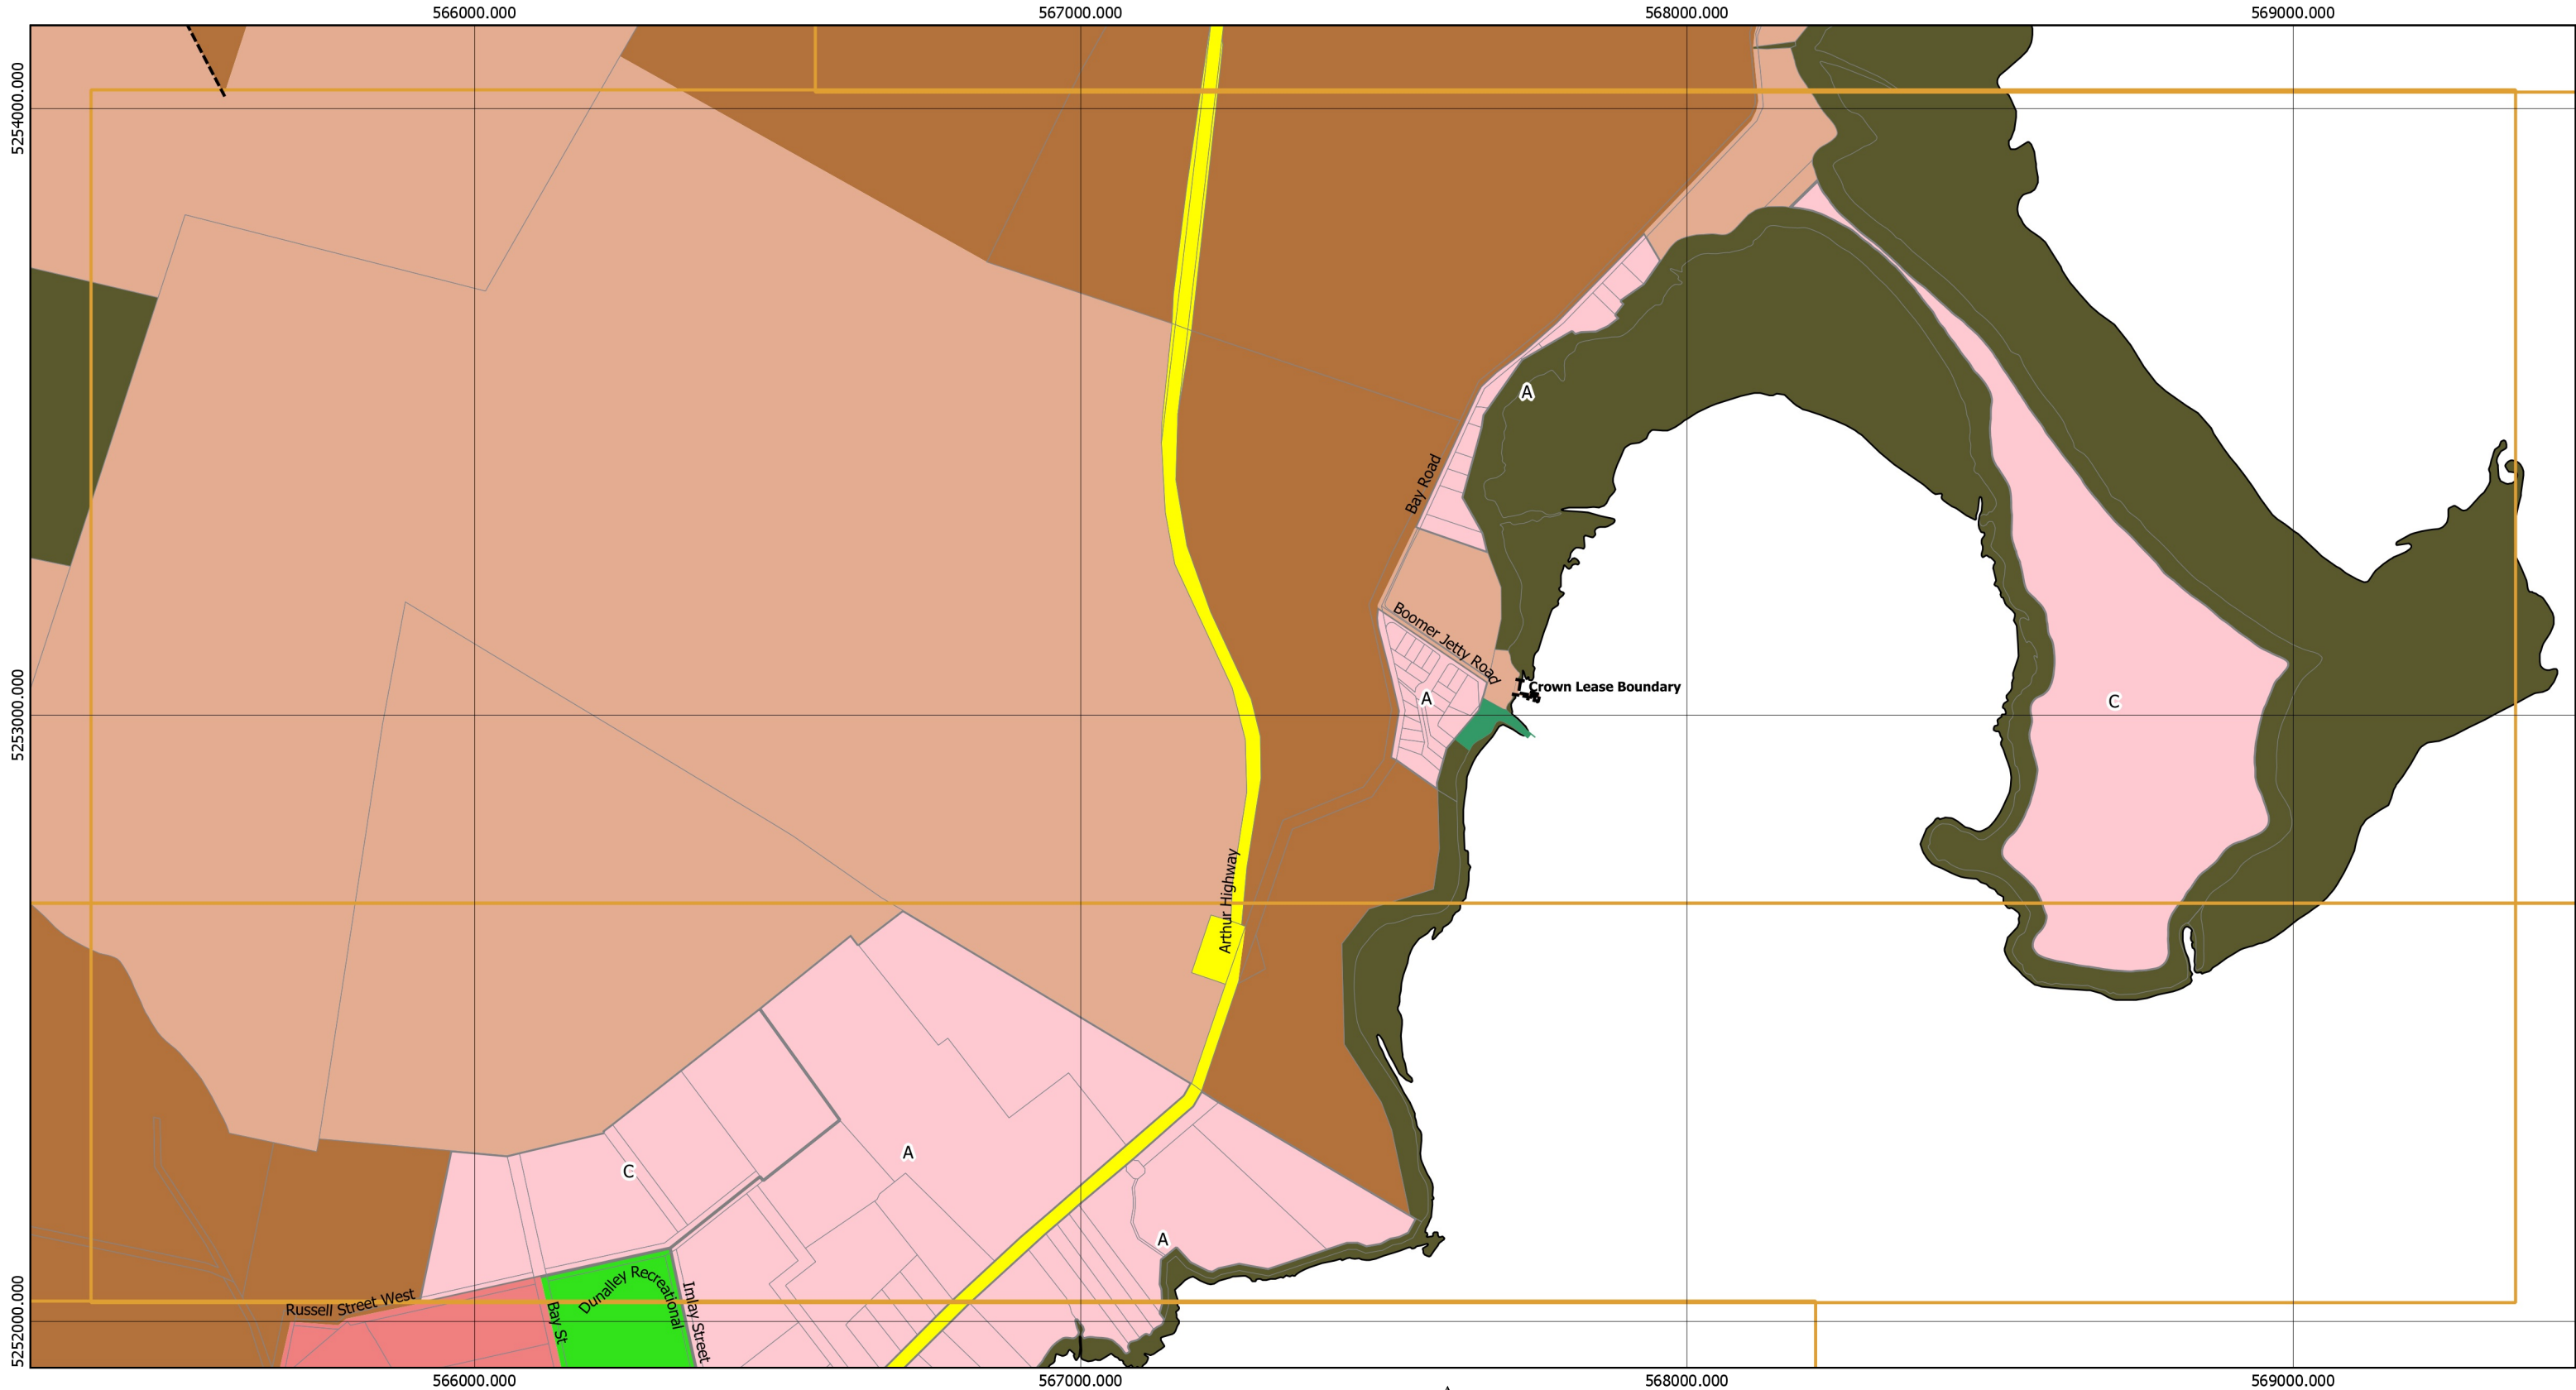 566000.000
567000.000
568000.000
569000.000
5254000.000
A
Bay Road
Boomer Jetty Road
Crown Lease Boundary
A
C
5253000.000
Arthur Highway
A
C
A
Dunalley Recreational
Russell Street West
Bay St
Imlay Street
5252000.000
566000.000
567000.000
568000.000
569000.000